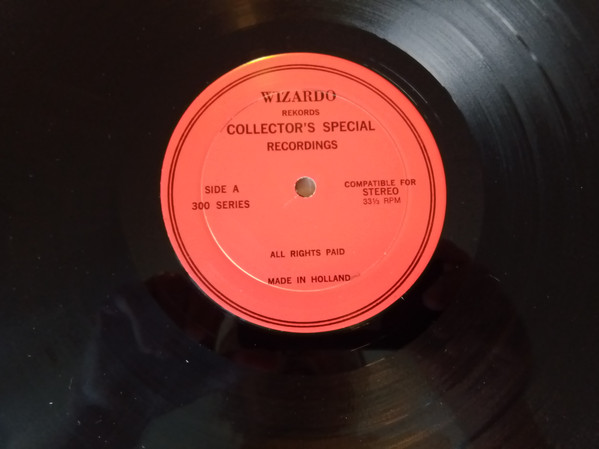 WIZARDO
REKORDS
COLLECTOR'S SPECIAL
RECORDINGS
SIDE A
300 SERIES
COMPATIBLE FOR
STEREO
33⅓ RPM
ALL RIGHTS PAID
MADE IN HOLLAND